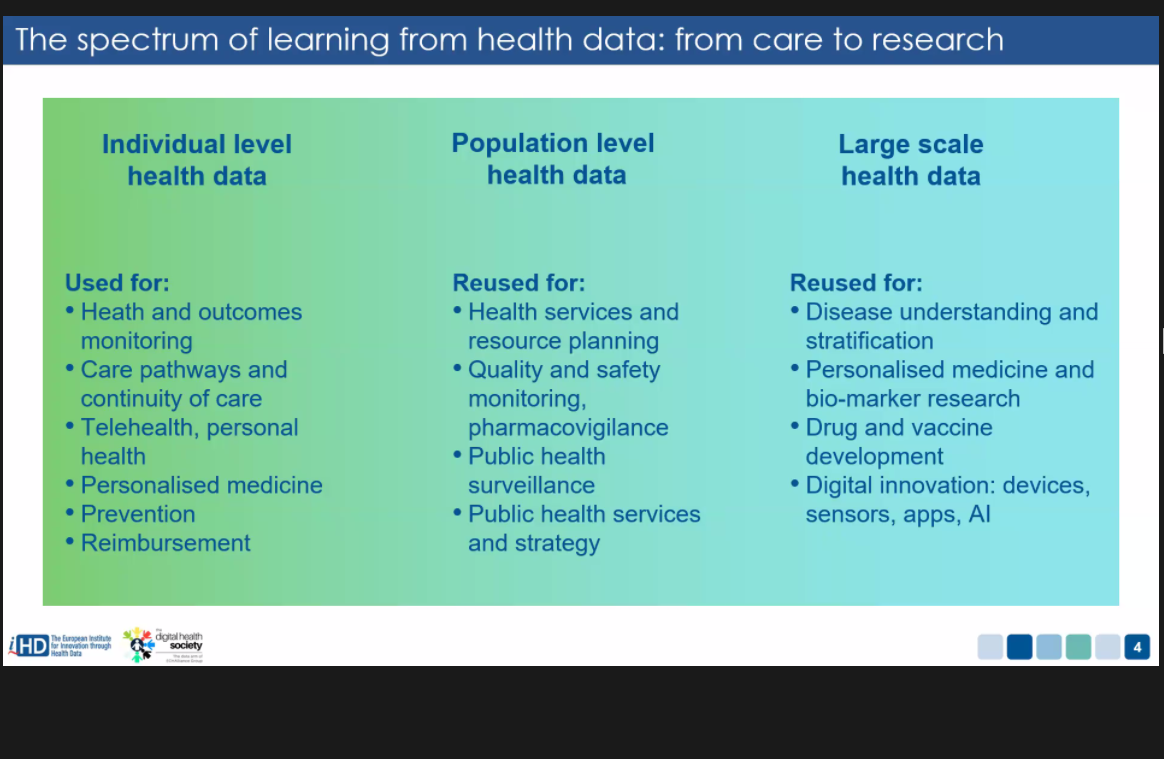 The spectrum of learning from health data: from care to research
Individual level
health data
Used for:
• Heath and outcomes
monitoring
• Care pathways and
continuity of care
• Telehealth, personal
health
• Personalised medicine
• Prevention
• Reimbursement
Population level
health data
Reused for:
• Health services and
resource planning
• Quality and safety
monitoring,
pharmacovigilance
• Public health
surveillance
• Public health services
and strategy
Large scale
health data
Reused for:
• Disease understanding and
stratification
• Personalised medicine and
bio-marker research
• Drug and vaccine
development
• Digital innovation: devices,
sensors, apps, AI
iHD
The European Institute
for Innovation through
Health Data
the
digital health
society
4